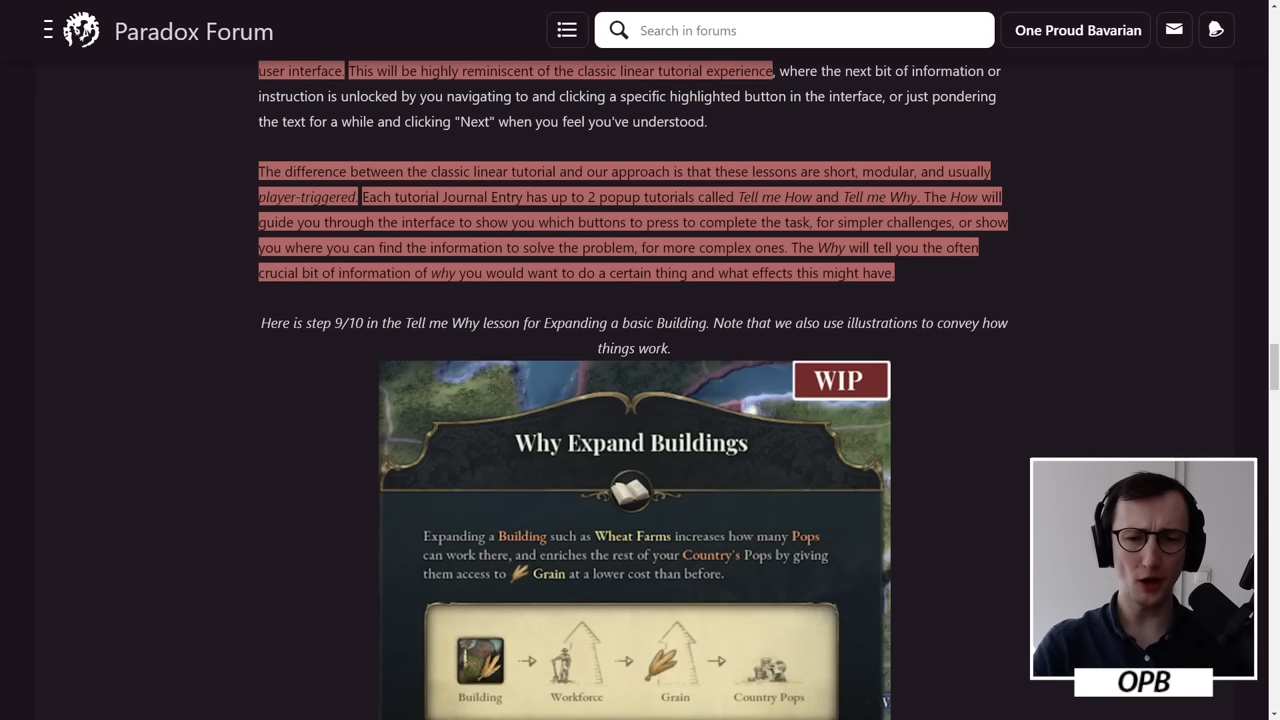 Paradox Forum
Search in forums
One Proud Bavarian
user interface. This will be highly reminiscent of the classic linear tutorial experience, where the next bit of information or
instruction is unlocked by you navigating to and clicking a specific highlighted button in the interface, or just pondering
the text for a while and clicking "Next" when you feel you've understood.
The difference between the classic linear tutorial and our approach is that these lessons are short, modular, and usually
player-triggered. Each tutorial Journal Entry has up to 2 popup tutorials called Tell me How and Tell me Why. The How will
guide you through the interface to show you which buttons to press to complete the task, for simpler challenges, or show
you where you can find the information to solve the problem, for more complex ones. The Why will tell you the often
crucial bit of information of why you would want to do a certain thing and what effects this might have.
Here is step 9/10 in the Tell me Why lesson for Expanding a basic Building. Note that we also use illustrations to convey how
things work.
WIP
Why Expand Buildings
Expanding a Building such as Wheat Farms increases how many Pops
can work there, and enriches the rest of your Country's Pops by giving
them access to Grain at a lower cost than before.
Building Workforce Grain Country Pops
OPB